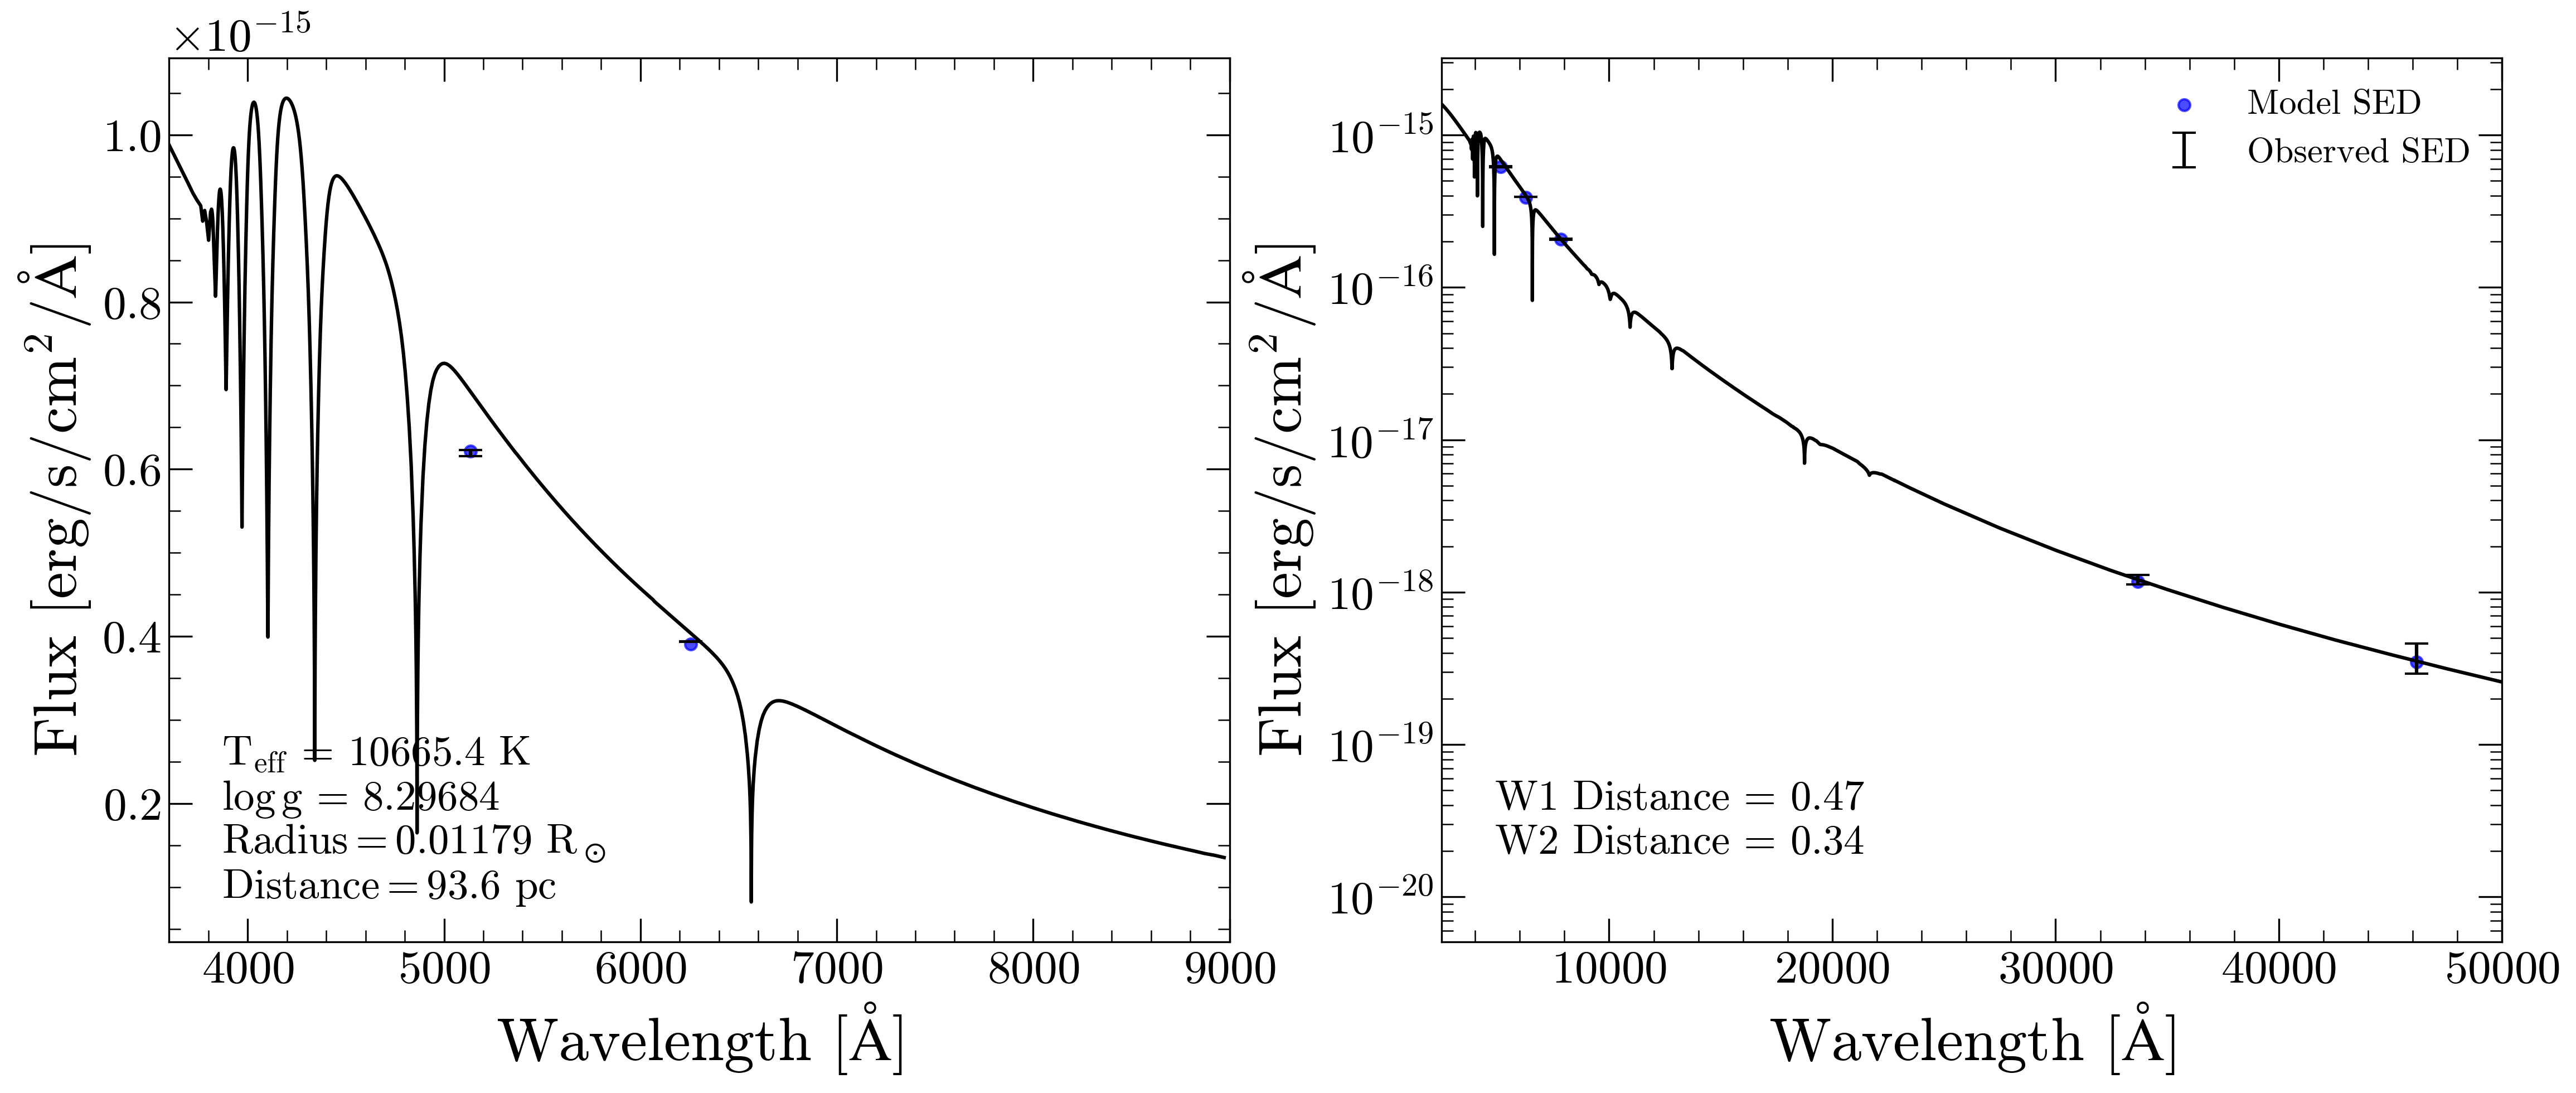 ×10⁻¹⁵
1.0
0.8
0.6
0.4
0.2
Flux [erg/s/cm²/Å]
T_eff = 10665.4 K
log g = 8.29684
Radius = 0.01179 R_⊙
Distance = 93.6 pc
4000 5000 6000 7000 8000 9000
Wavelength [Å]
10⁻¹⁵
10⁻¹⁶
10⁻¹⁷
10⁻¹⁸
10⁻¹⁹
10⁻²⁰
Flux [erg/s/cm²/Å]
Model SED
Observed SED
W1 Distance = 0.47
W2 Distance = 0.34
10000 20000 30000 40000 50000
Wavelength [Å]